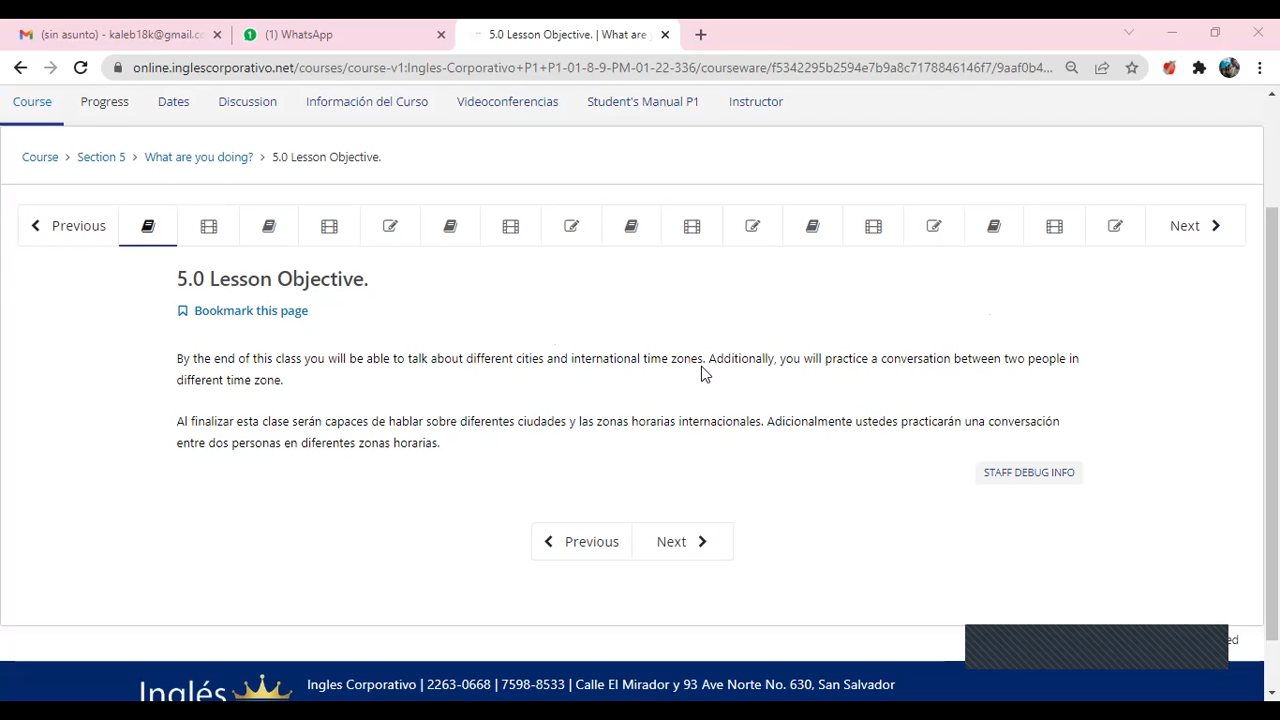 (sin asunto) - kaleb18k@gmail.cc
(1) WhatsApp
5.0 Lesson Objective. | What are
online.inglescorporativo.net/courses/course-v1:Ingles-Corporativo+P1+P1-01-8-9-PM-01-22-336/courseware/f5342295b2594e7b9a8c7178846146f7/9aaf0b4...
Course Progress Dates Discussion Información del Curso Videoconferencias Student's Manual P1 Instructor
Course > Section 5 > What are you doing? > 5.0 Lesson Objective.
Previous Next
5.0 Lesson Objective.
Bookmark this page
By the end of this class you will be able to talk about different cities and international time zones. Additionally, you will practice a conversation between two people in
different time zone.
Al finalizar esta clase serán capaces de hablar sobre diferentes ciudades y las zonas horarias internacionales. Adicionalmente ustedes practicarán una conversación
entre dos personas en diferentes zonas horarias.
STAFF DEBUG INFO
Previous Next
Inglés
Ingles Corporativo | 2263-0668 | 7598-8533 | Calle El Mirador y 93 Ave Norte No. 630, San Salvador